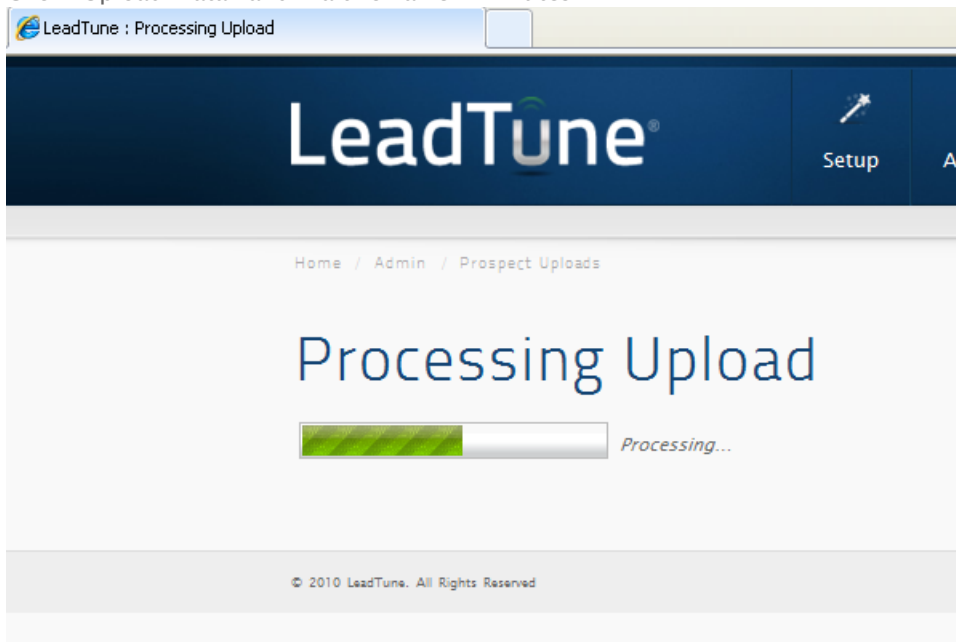 LeadTune : Processing Upload
LeadTune®
Setup
A
Home / Admin / Prospect Uploads
Processing Upload
Processing...
© 2010 LeadTune. All Rights Reserved